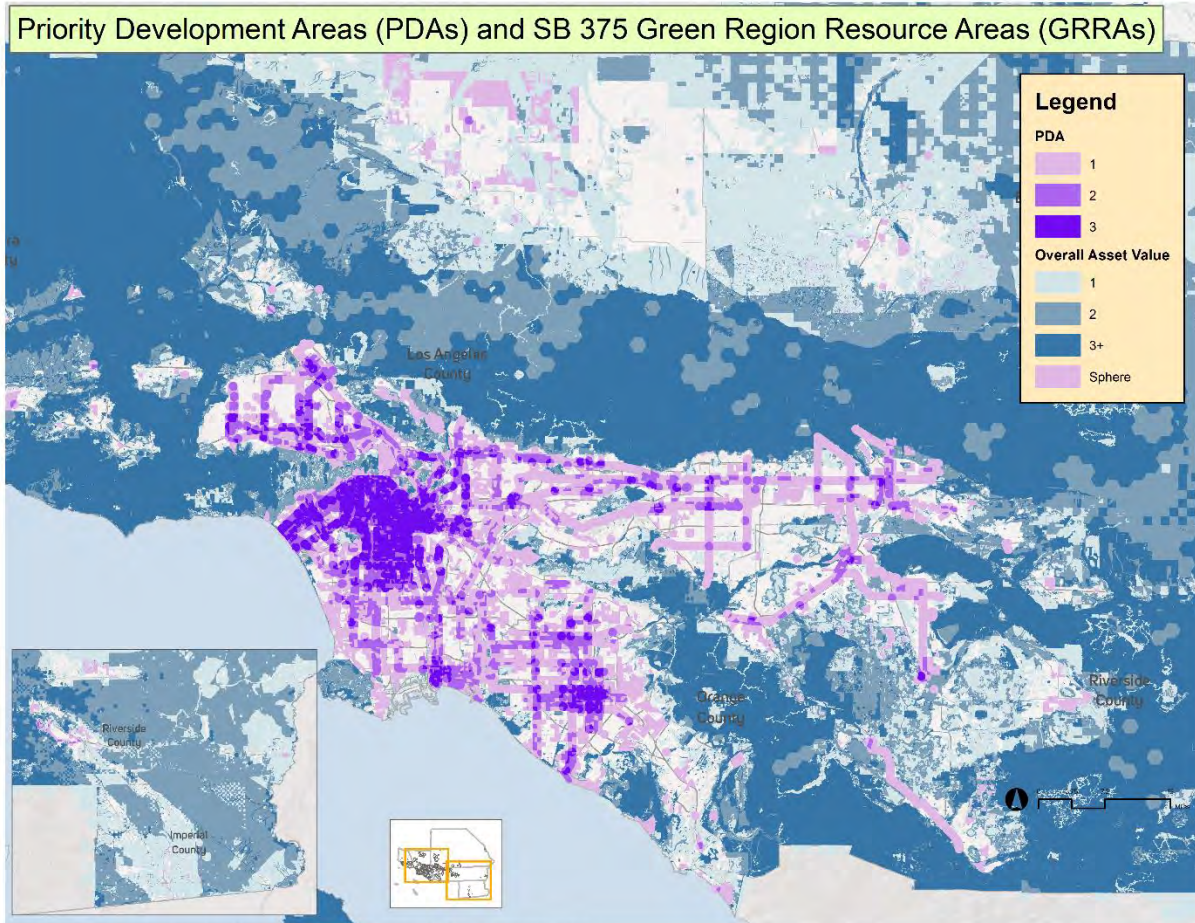 Priority Development Areas (PDAs) and SB 375 Green Region Resource Areas (GRRAs)
Legend
PDA
1
2
3
Overall Asset Value
1
2
3+
Sphere
Los Angeles
County
Orange
County
Riverside
County
Riverside
County
Imperial
County